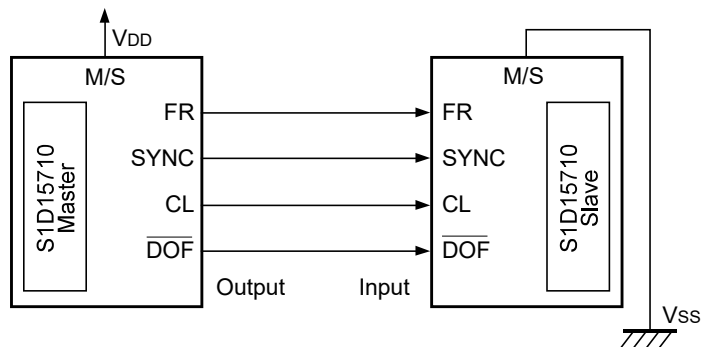 VDD
M/S
M/S
FR
FR
SYNC
SYNC
CL
CL
DOF
DOF
S1D15710
Master
S1D15710
Slave
Output
Input
VSS